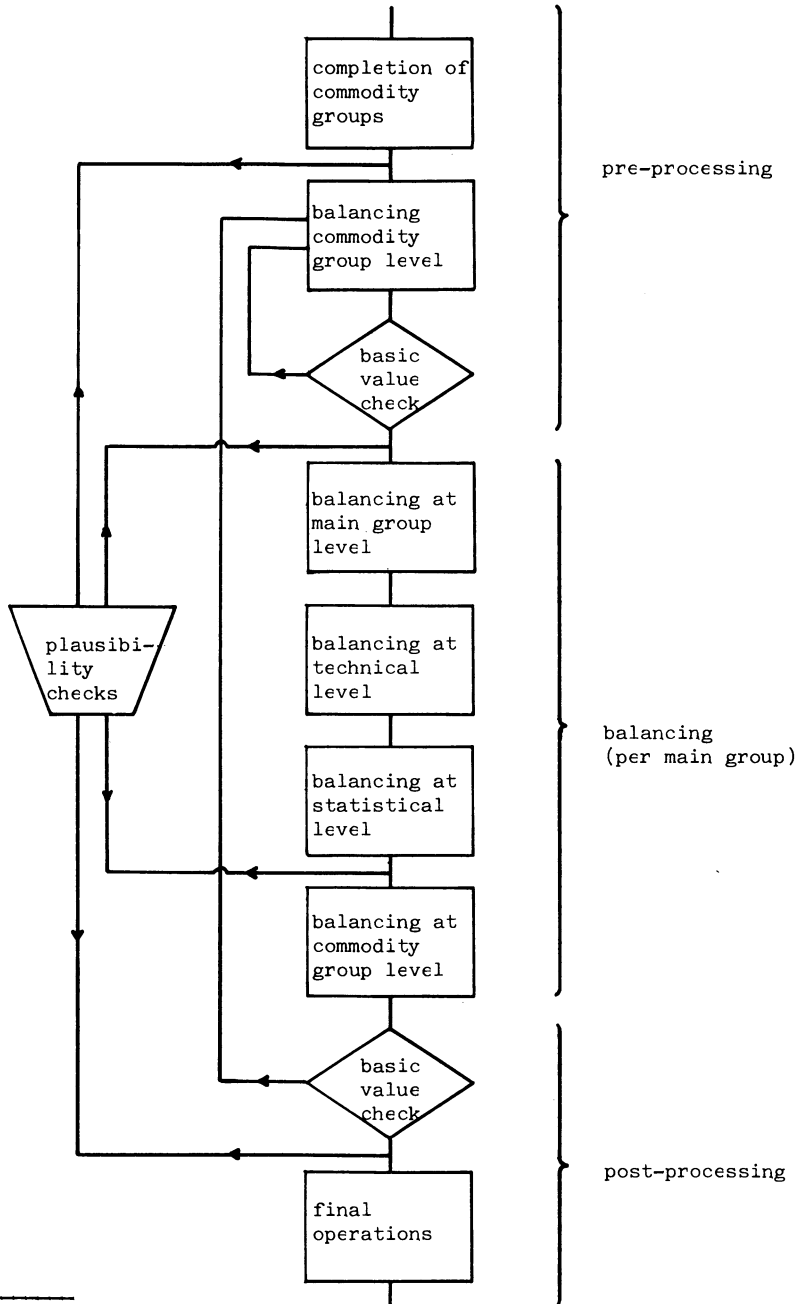 completion of
commodity
groups
pre-processing
balancing
commodity
group level
basic
value
check
balancing at
main group
level
plausibi-
lity
checks
balancing at
technical
level
balancing
(per main group)
balancing at
statistical
level
balancing at
commodity
group level
basic
value
check
post-processing
final
operations